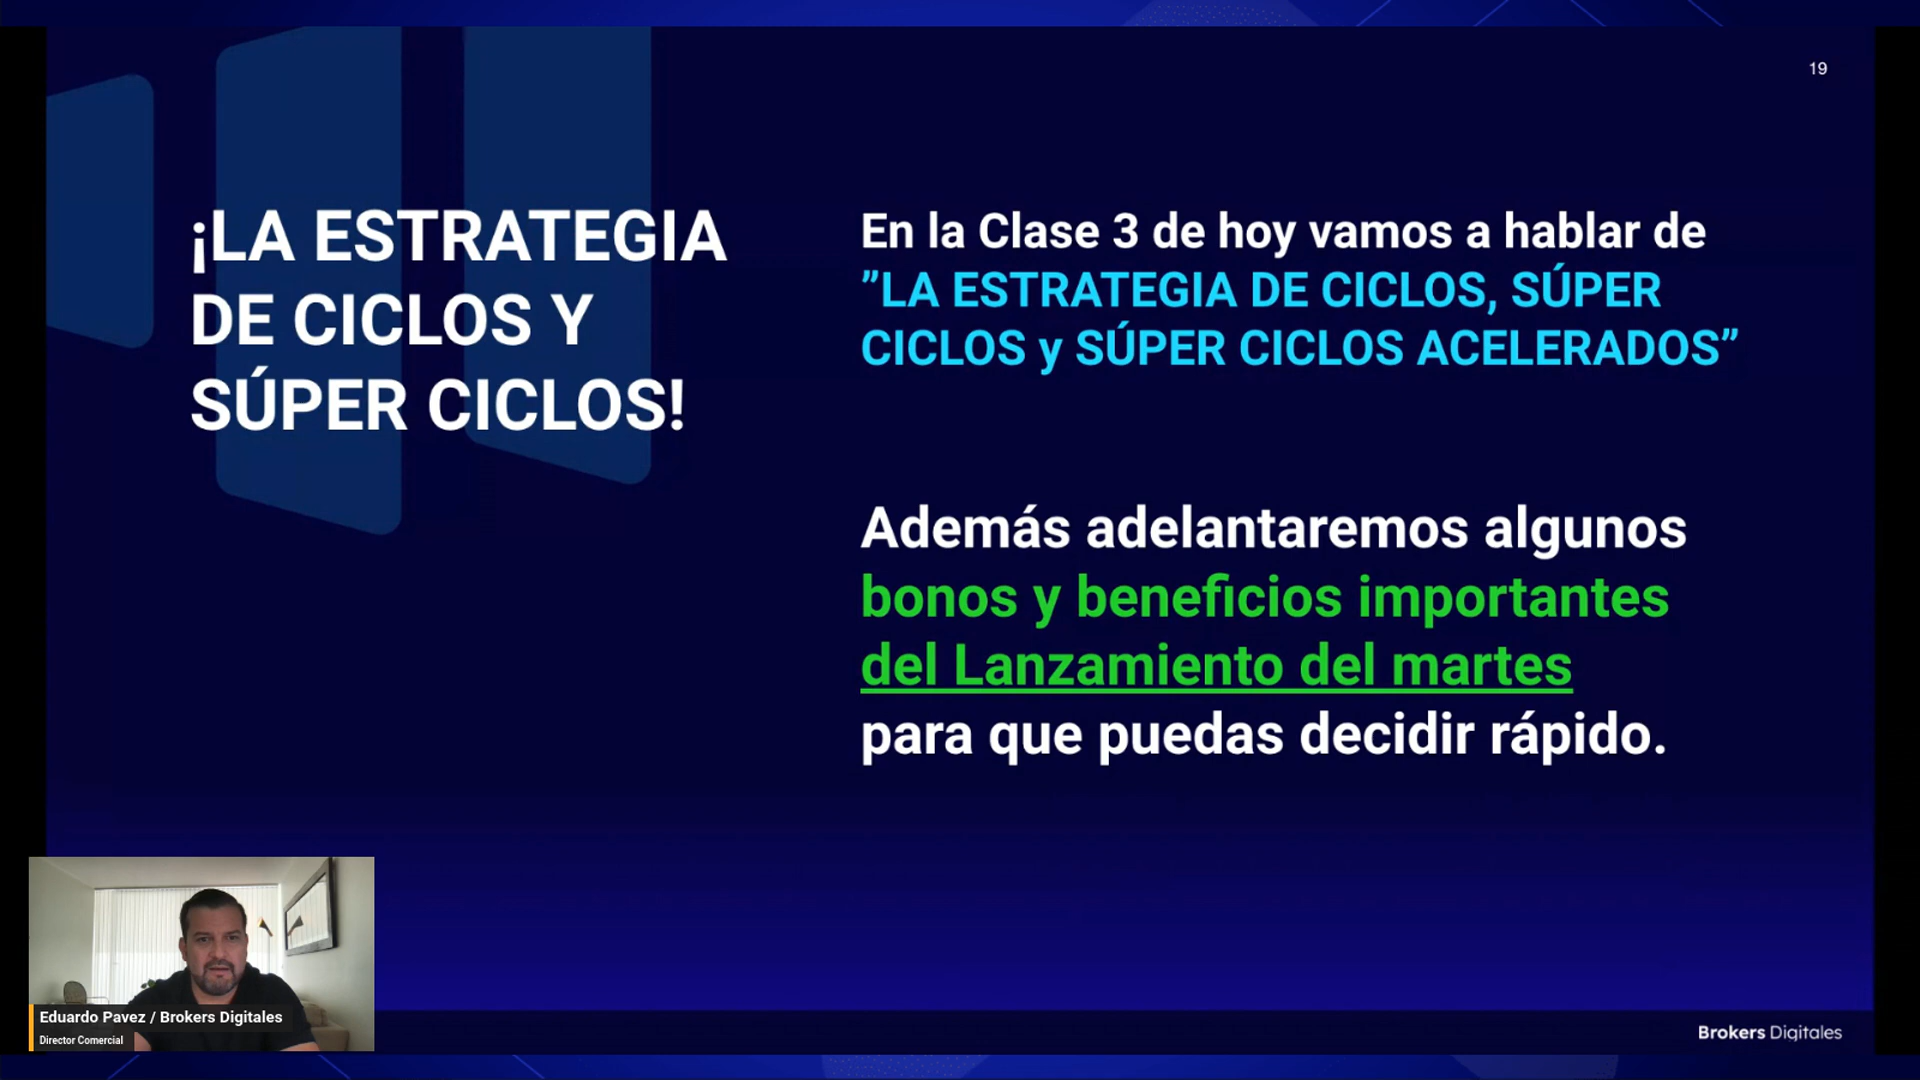 19
¡LA ESTRATEGIA
DE CICLOS Y
SÚPER CICLOS!
En la Clase 3 de hoy vamos a hablar de
”LA ESTRATEGIA DE CICLOS, SÚPER
CICLOS y SÚPER CICLOS ACELERADOS”
Además adelantaremos algunos
bonos y beneficios importantes
del Lanzamiento del martes
para que puedas decidir rápido.
Eduardo Pavez / Brokers Digitales
Director Comercial
Brokers Digitales